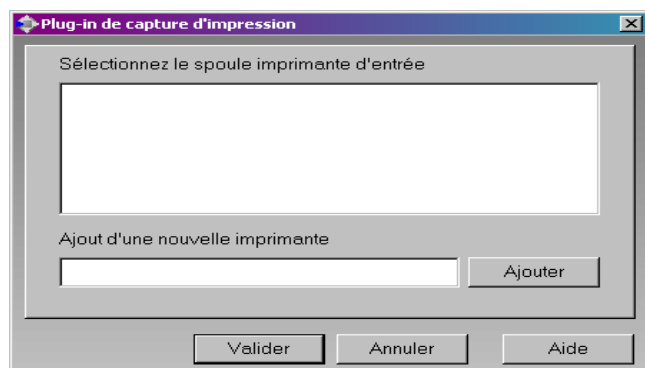 Plug-in de capture d'impression
Sélectionnez le spoule imprimante d'entrée
Ajout d'une nouvelle imprimante
Ajouter
Valider Annuler Aide